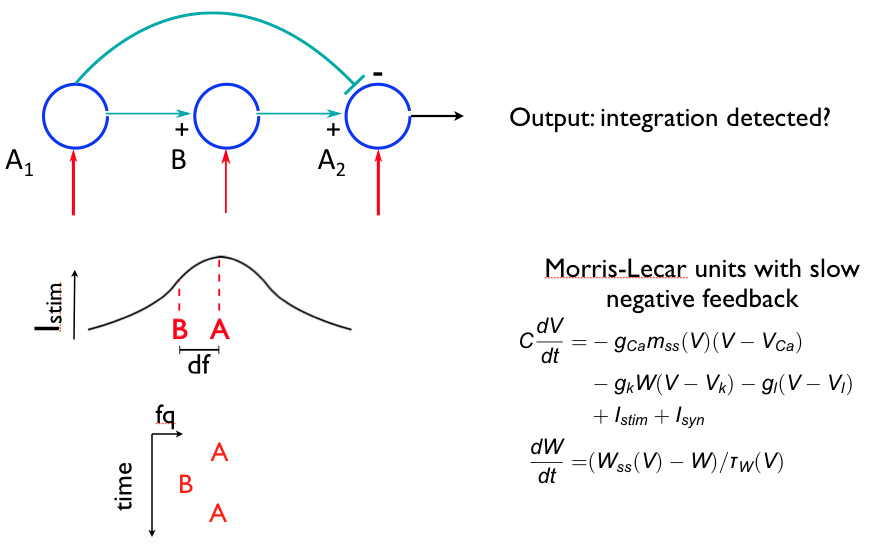 -
+
+
A₁
B
A₂
Output: integration detected?
Istim
B A
df
fq
time
A
B
A
Morris-Lecar units with slow
negative feedback
C dV/dt = − gCa mss(V)(V − VCa)
− gk W(V − Vk) − gl(V − Vl)
+ Istim + Isyn
dW/dt =(Wss(V) − W)/τW(V)